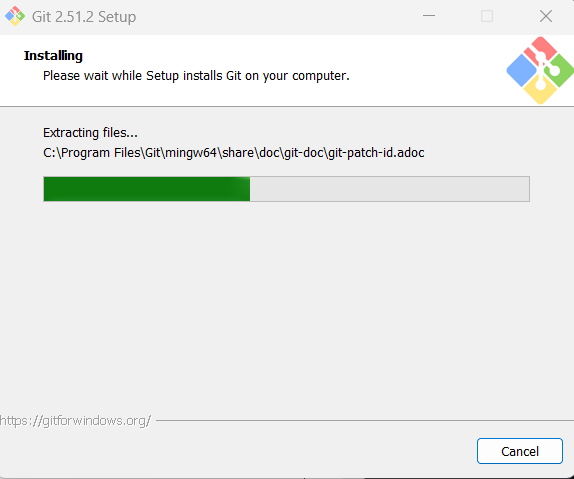 Git 2.51.2 Setup
Installing
Please wait while Setup installs Git on your computer.
Extracting files...
C:\Program Files\Git\mingw64\share\doc\git-doc\git-patch-id.adoc
https://gitforwindows.org/
Cancel